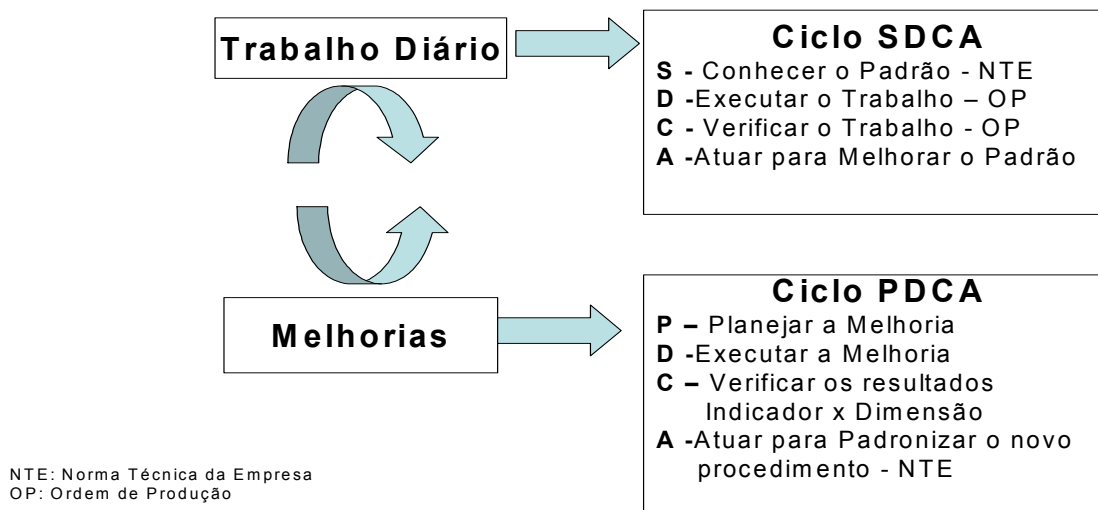 Trabalho Diário
Ciclo SDCA
S - Conhecer o Padrão - NTE
D -Executar o Trabalho – OP
C - Verificar o Trabalho - OP
A -Atuar para Melhorar o Padrão
Melhorias
Ciclo PDCA
P – Planejar a Melhoria
D -Executar a Melhoria
C – Verificar os resultados
Indicador x Dimensão
A -Atuar para Padronizar o novo
procedimento - NTE
NTE: Norma Técnica da Empresa
OP: Ordem de Produção